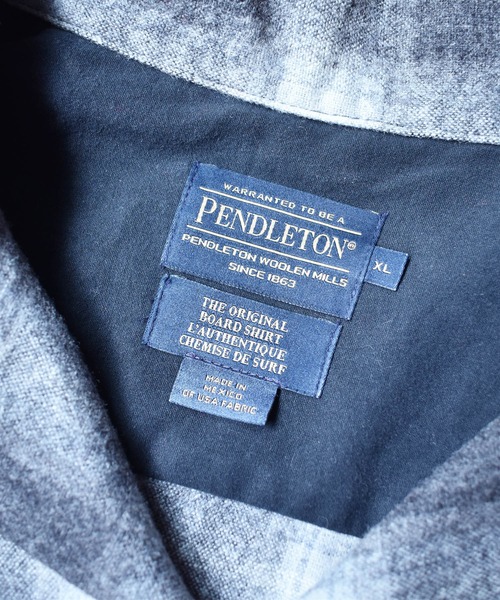 WARRANTED TO BE A
PENDLETON®
PENDLETON WOOLEN MILLS
SINCE 1863
XL
THE ORIGINAL
BOARD SHIRT
L'AUTHENTIQUE
CHEMISE DE SURF
MADE IN
MEXICO
OF USA FABRIC